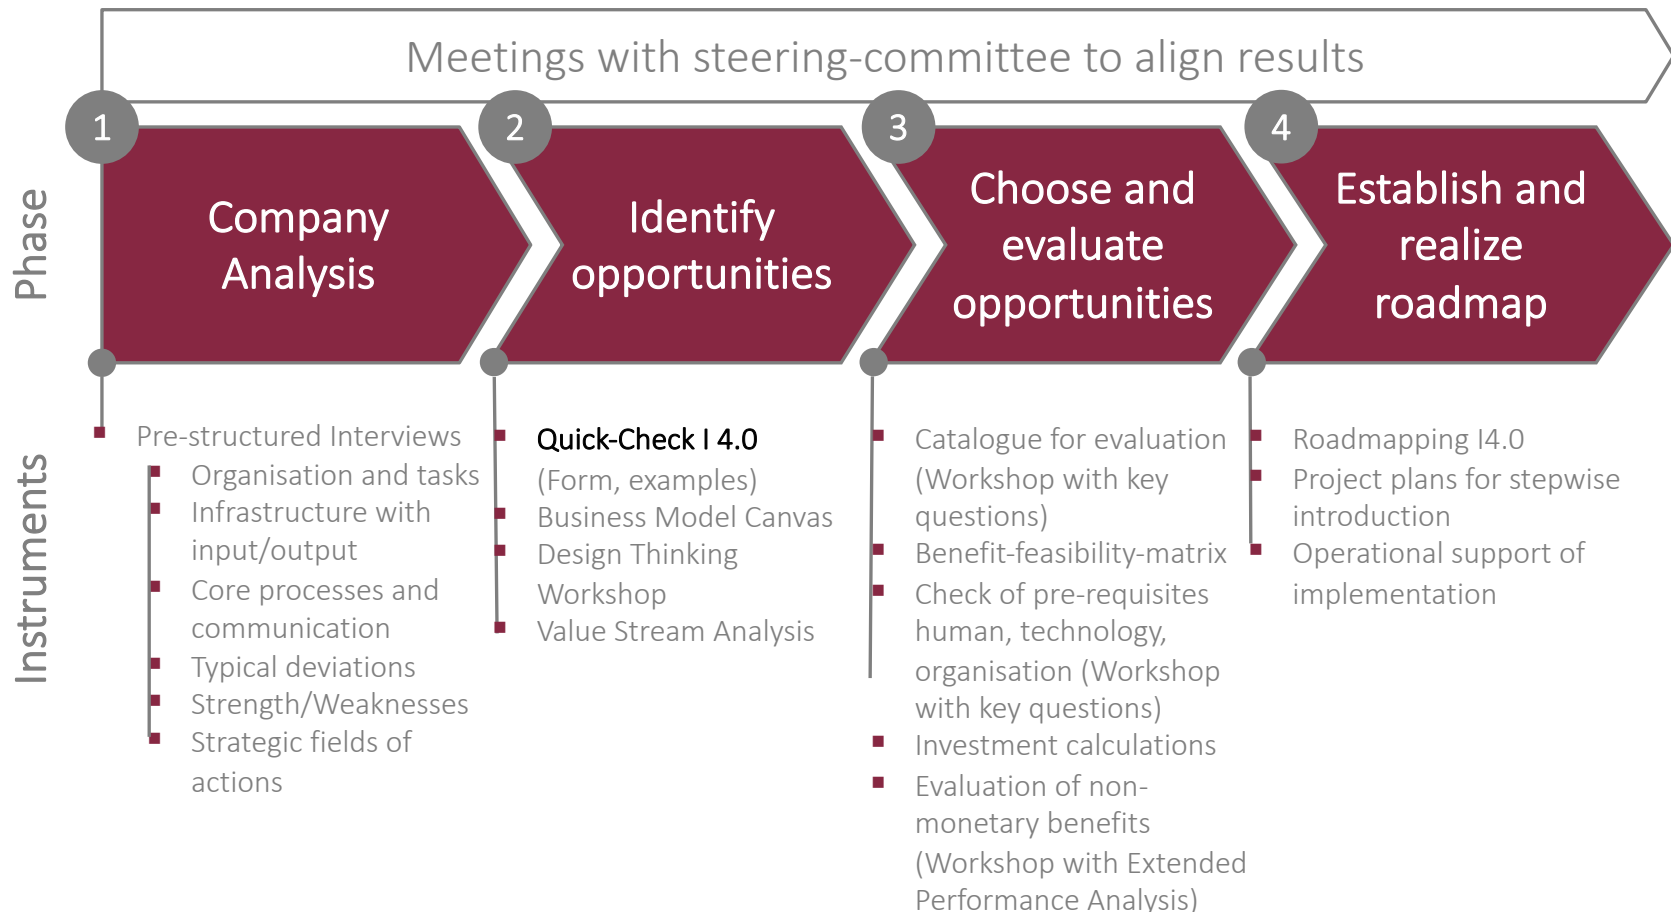 Meetings with steering-committee to align results
Phase
1
Company
Analysis
2
Identify
opportunities
3
Choose and
evaluate
opportunities
4
Establish and
realize
roadmap
Instruments
Pre-structured Interviews
Organisation and tasks
Infrastructure with
input/output
Core processes and
communication
Typical deviations
Strength/Weaknesses
Strategic fields of
actions
Quick-Check I 4.0
(Form, examples)
Business Model Canvas
Design Thinking
Workshop
Value Stream Analysis
Catalogue for evaluation
(Workshop with key
questions)
Benefit-feasibility-matrix
Check of pre-requisites
human, technology,
organisation (Workshop
with key questions)
Investment calculations
Evaluation of non-
monetary benefits
(Workshop with Extended
Performance Analysis)
Roadmapping I4.0
Project plans for stepwise
introduction
Operational support of
implementation